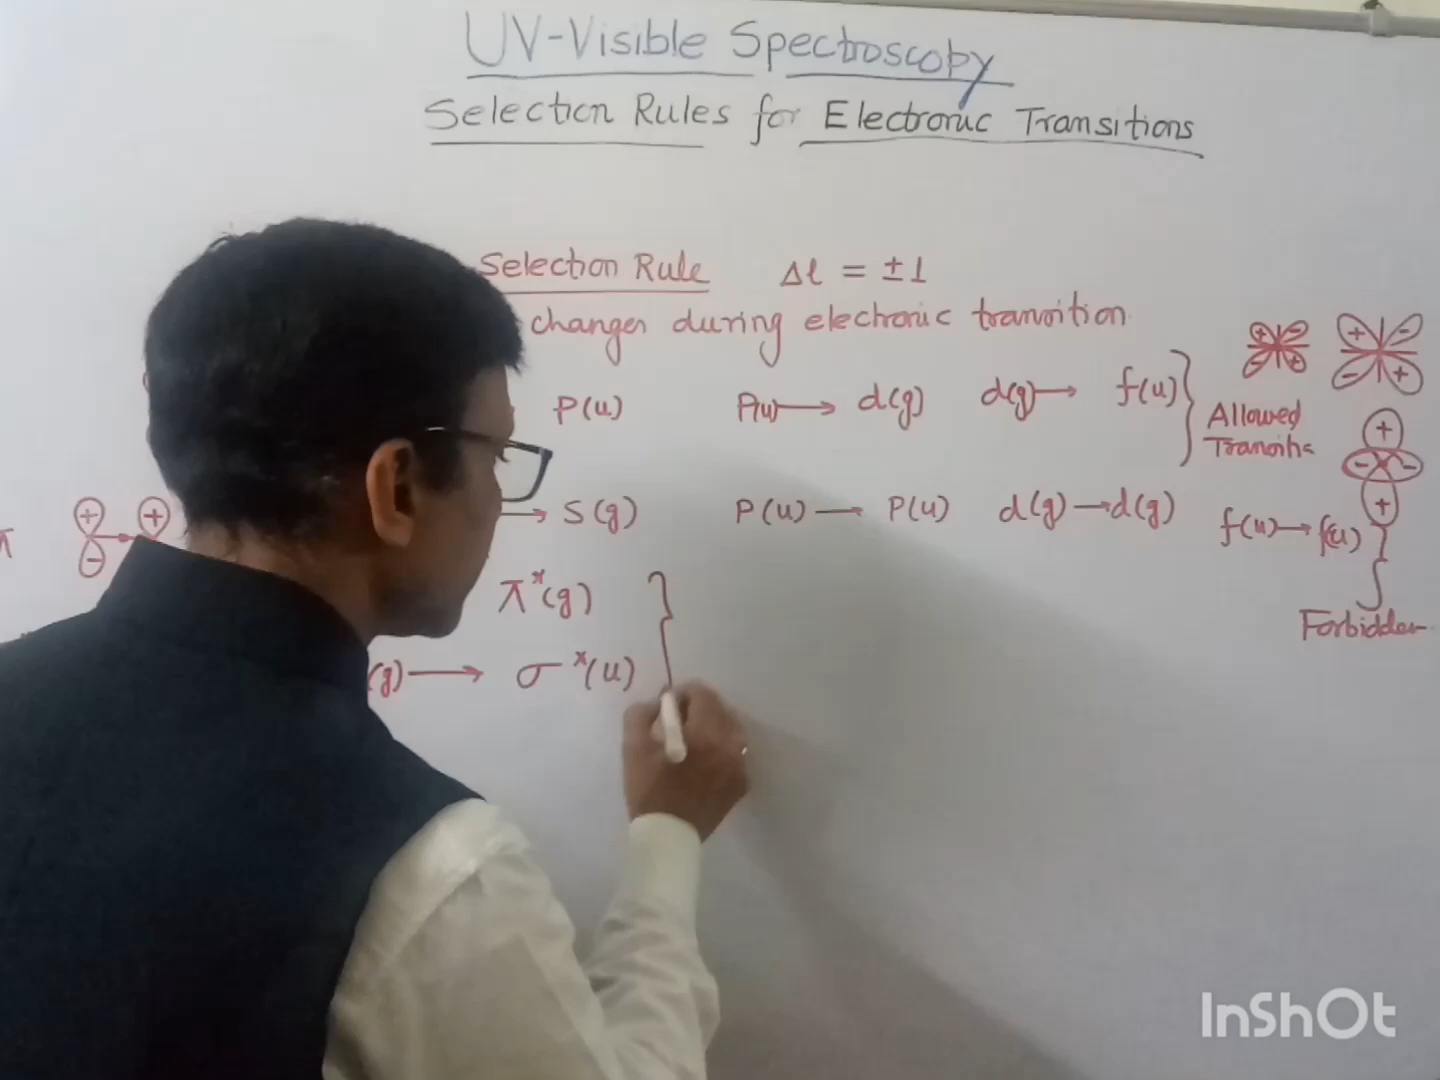 UV-Visible Spectroscopy
Selection Rules for Electronic Transitions
Selection Rule Δl = ±1
changes during electronic transition
P(u) P(u) → d(g) d(g) → f(u)
Allowed
→ S(g) P(u) → P(u) d(g) → d(g) f(u) → f(u)
Forbidden
π
π*(g)
(g) → σ*(u)
+ - - +
+ - - +
+ - - +
+ - +
InShOt